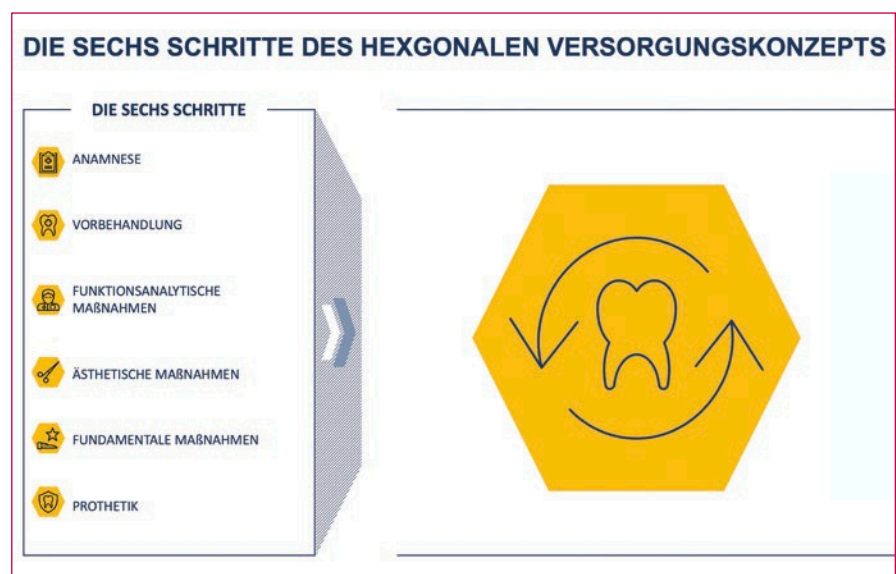 DIE SECHS SCHRITTE DES HEXGONALEN VERSORGUNGSKONZEPTS
DIE SECHS SCHRITTE
ANAMNESE
VORBEHANDLUNG
FUNKTIONSANALYTISCHE
MAßNAHMEN
ÄSTHETISCHE MAßNAHMEN
FUNDAMENTALE MAßNAHMEN
PROTHETIK